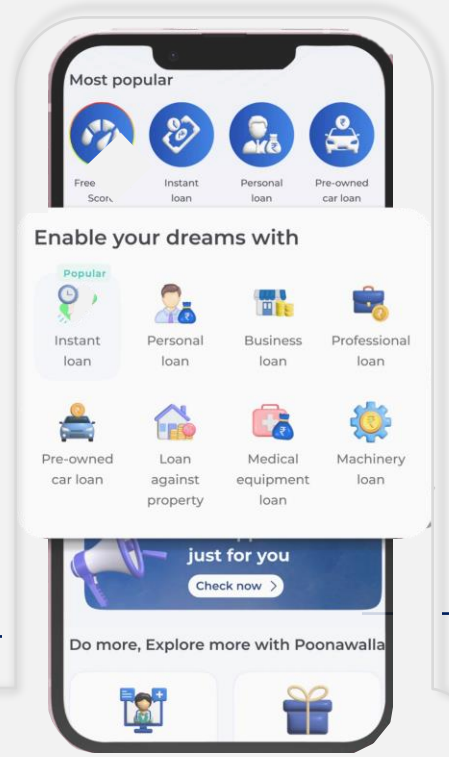 Most popular
Free Instant Personal Pre-owned
loan loan car loan
Enable your dreams with
Popular
Instant Personal Business Professional
loan loan loan loan
Pre-owned Loan Medical Machinery
car loan against equipment loan
property loan
just for you
Check now >
Do more, Explore more with Poonawalla